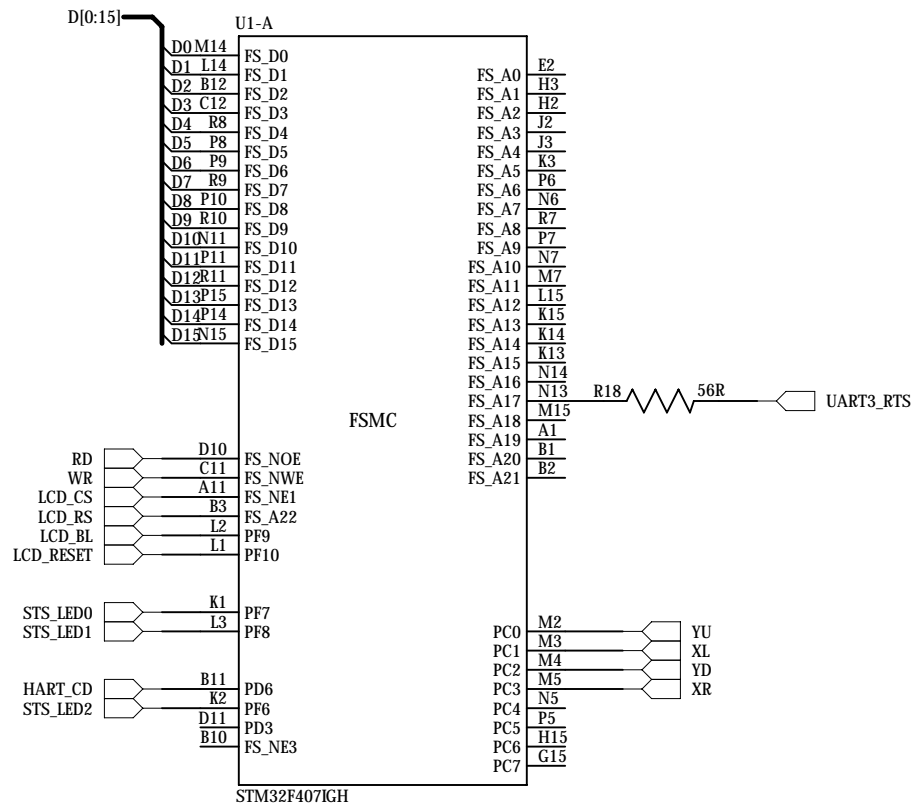 D[0:15]
U1-A
D0 M14 FS_D0
D1 L14 FS_D1
D2 B12 FS_D2
D3 C12 FS_D3
D4 R8 FS_D4
D5 P8 FS_D5
D6 P9 FS_D6
D7 R9 FS_D7
D8 P10 FS_D8
D9 R10 FS_D9
D10 N11 FS_D10
D11 P11 FS_D11
D12 R11 FS_D12
D13 P15 FS_D13
D14 P14 FS_D14
D15 N15 FS_D15
FS_A0 E2
FS_A1 H3
FS_A2 H2
FS_A3 J2
FS_A4 J3
FS_A5 K3
FS_A6 P6
FS_A7 N6
FS_A8 R7
FS_A9 P7
FS_A10 N7
FS_A11 M7
FS_A12 L15
FS_A13 K15
FS_A14 K14
FS_A15 K13
FS_A16 N14
FS_A17 N13 R18 56R UART3_RTS
FS_A18 M15
FS_A19 A1
FS_A20 B1
FS_A21 B2
FSMC
RD D10 FS_NOE
WR C11 FS_NWE
LCD_CS A11 FS_NE1
LCD_RS B3 FS_A22
LCD_BL L2 PF9
LCD_RESET L1 PF10
STS_LED0 K1 PF7
STS_LED1 L3 PF8
HART_CD B11 PD6
STS_LED2 K2 PF6
D11 PD3
B10 FS_NE3
PC0 M2 YU
PC1 M3 XL
PC2 M4 YD
PC3 M5 XR
PC4 N5
PC5 P5
PC6 H15
PC7 G15
STM32F407IGH